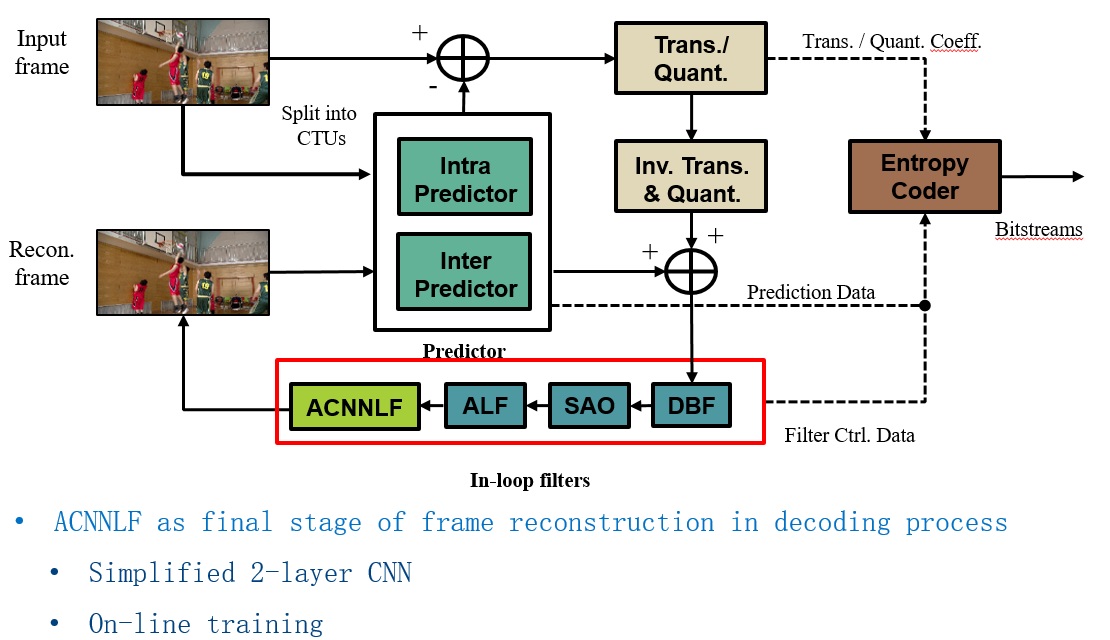 Input
frame
+
-
Split into
CTUs
Trans./
Quant.
Trans. / Quant. Coeff.
Intra
Predictor
Inv. Trans.
& Quant.
Entropy
Coder
Bitstreams
Recon.
frame
Inter
Predictor
+
+
Prediction Data
Predictor
ACNNLF
ALF
SAO
DBF
Filter Ctrl. Data
In-loop filters
• ACNNLF as final stage of frame reconstruction in decoding process
• Simplified 2-layer CNN
• On-line training